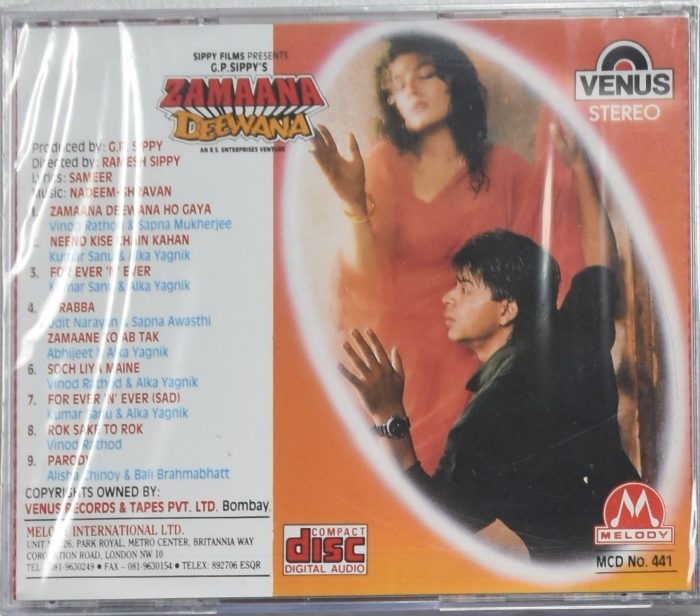 SIPPY FILMS PRESENTS
G.P. SIPPY'S
ZAMAANA
DEEWANA
AN R.S. ENTERPRISES VENTURE
VENUS
STEREO
Produced by: G.P. SIPPY
Directed by: RAMESH SIPPY
Lyrics: SAMEER
Music: NADEEM-SHRAVAN
1. ZAMAANA DEEWANA HO GAYA
Vinod Rathod & Sapna Mukherjee
2. NEEND KISE CHAIN KAHAN
Kumar Sanu & Alka Yagnik
3. FOR EVER 'N' EVER
Kumar Sanu & Alka Yagnik
4. RABBA
Udit Narayan & Sapna Awasthi
5. ZAMAANE KO AB TAK
Abhijeet & Alka Yagnik
6. SOCH LIYA MAINE
Vinod Rathod & Alka Yagnik
7. FOR EVER 'N' EVER (SAD)
Kumar Sanu & Alka Yagnik
8. ROK SAKE TO ROK
Vinod Rathod
9. PARODY
Alisha Chinoy & Bali Brahmabhatt
COPYRIGHTS OWNED BY:
VENUS RECORDS & TAPES PVT. LTD. Bombay.
MELODY INTERNATIONAL LTD.
UNIT 26, PARK ROYAL, METRO CENTER, BRITANNIA WAY
CORONATION ROAD, LONDON NW 10
TEL : 081-9630249 • FAX – 081-9630154 • TELEX: 892706 ESQR
COMPACT
disc
DIGITAL AUDIO
MELODY
MCD No. 441